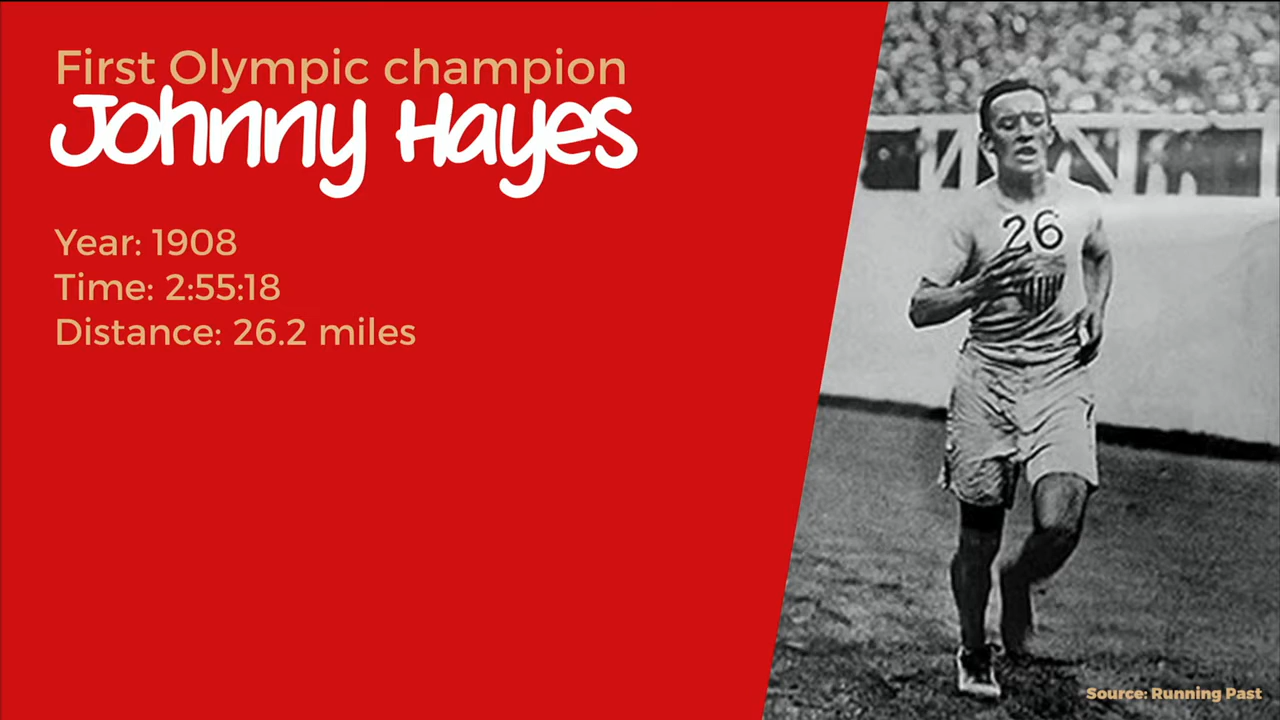 First Olympic champion
Johnny Hayes
Year: 1908
Time: 2:55:18
Distance: 26.2 miles
26
Source: Running Past